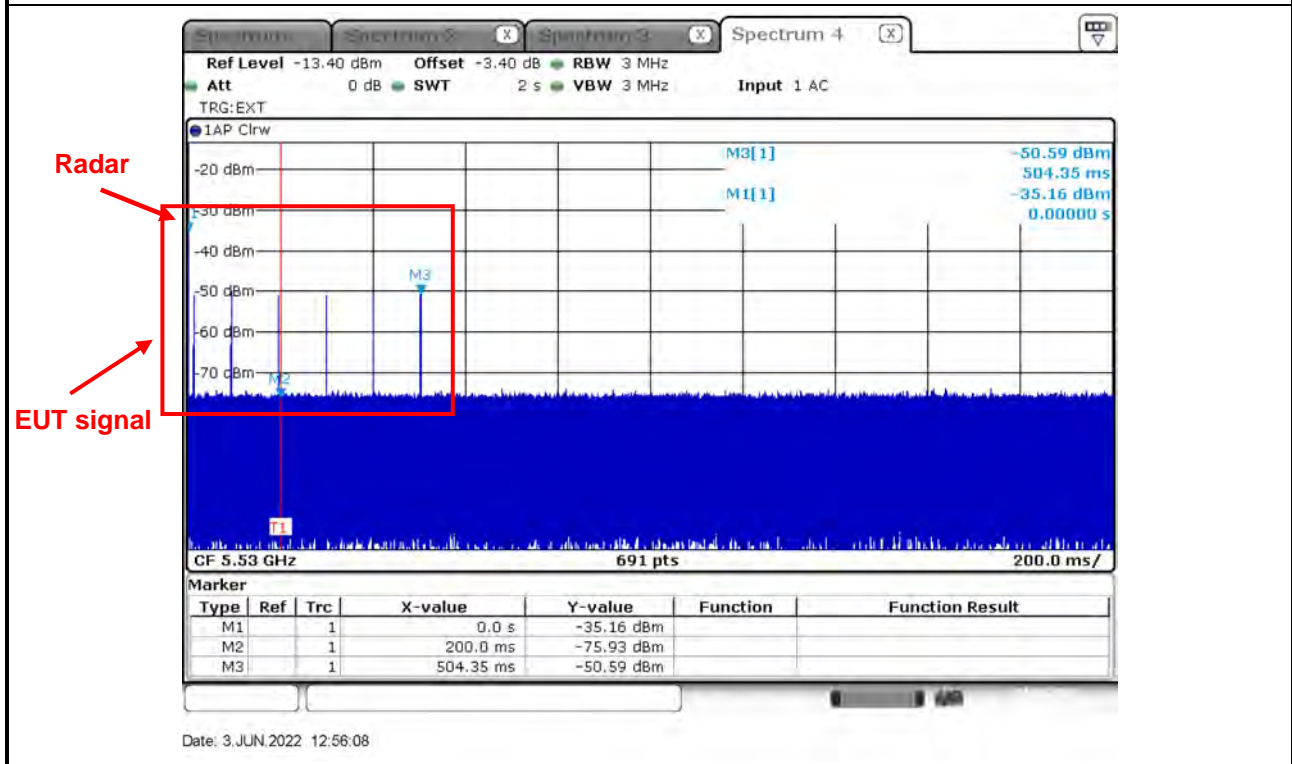 Spectrum 4
Ref Level -13.40 dBm Offset -3.40 dB RBW 3 MHz
Att 0 dB SWT 2 s VBW 3 MHz Input 1 AC
TRG:EXT
1AP Clrw
Radar
M3[1] -50.59 dBm
504.35 ms
M1[1] -35.16 dBm
0.00000 s
-20 dBm
-30 dBm
-40 dBm
M3
-50 dBm
-60 dBm
-70 dBm
M2
EUT signal
T1
CF 5.53 GHz 691 pts 200.0 ms/
Marker
Type Ref Trc X-value Y-value Function Function Result
M1 1 0.0 s -35.16 dBm
M2 1 200.0 ms -75.93 dBm
M3 1 504.35 ms -50.59 dBm
Date: 3.JUN.2022 12:56:08